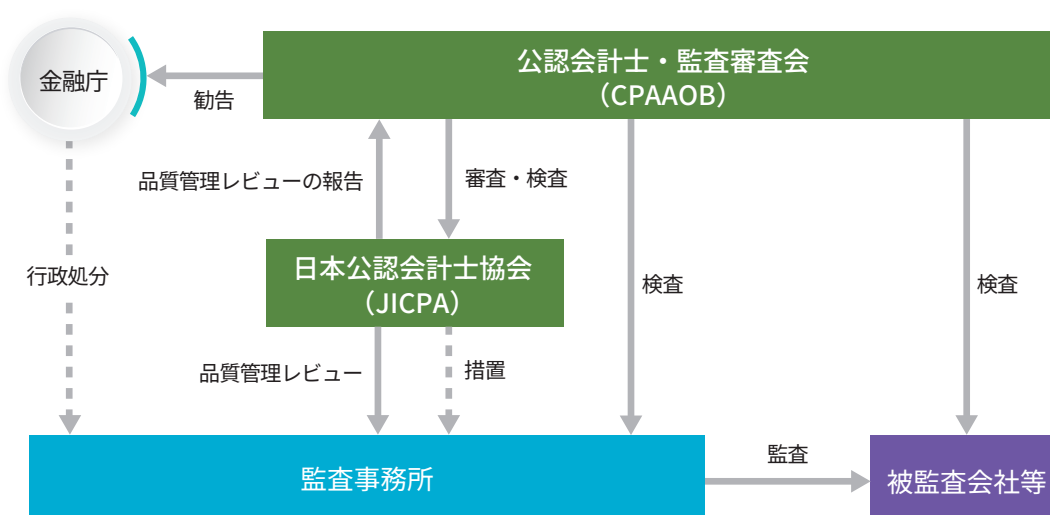 金融庁
公認会計士・監査審査会
（CPAAOB）
勧告
品質管理レビューの報告
審査・検査
行政処分
日本公認会計士協会
（JICPA）
検査
検査
品質管理レビュー
措置
監査事務所
監査
被監査会社等